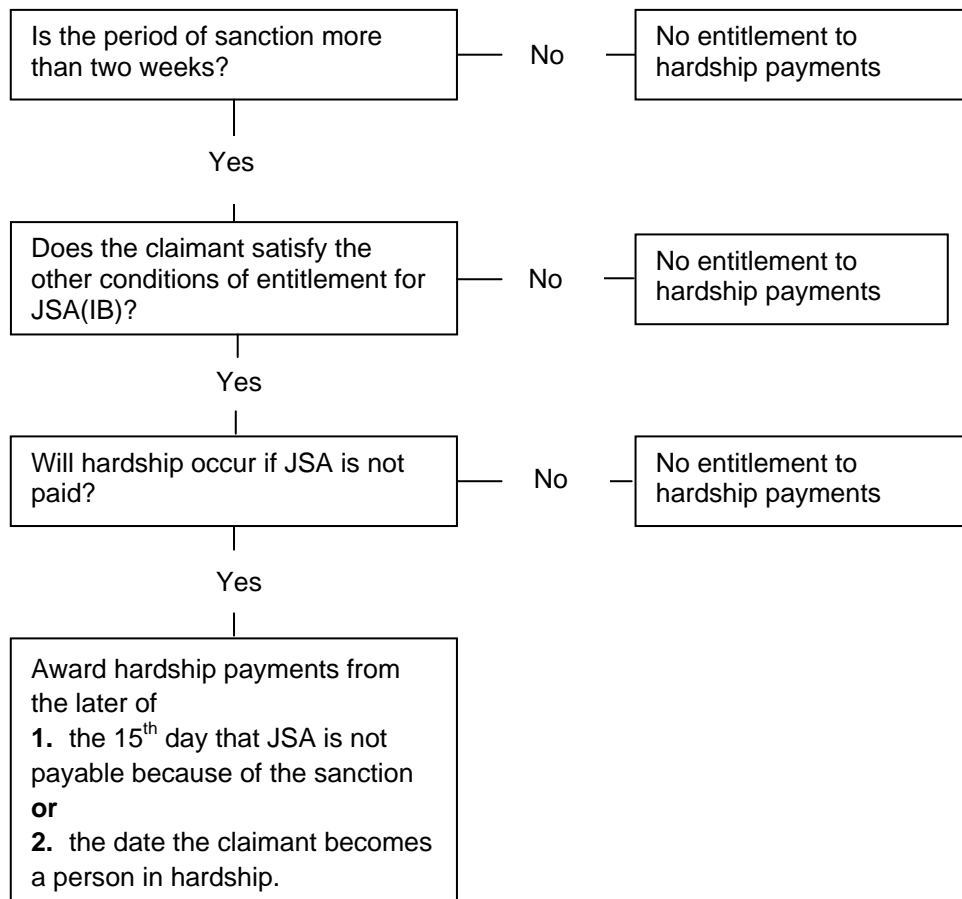 Is the period of sanction more
than two weeks?
No
No entitlement to
hardship payments
Yes
Does the claimant satisfy the
other conditions of entitlement for
JSA(IB)?
No
No entitlement to
hardship payments
Yes
Will hardship occur if JSA is not
paid?
No
No entitlement to
hardship payments
Yes
Award hardship payments from
the later of
1. the 15th day that JSA is not
payable because of the sanction
or
2. the date the claimant becomes
a person in hardship.